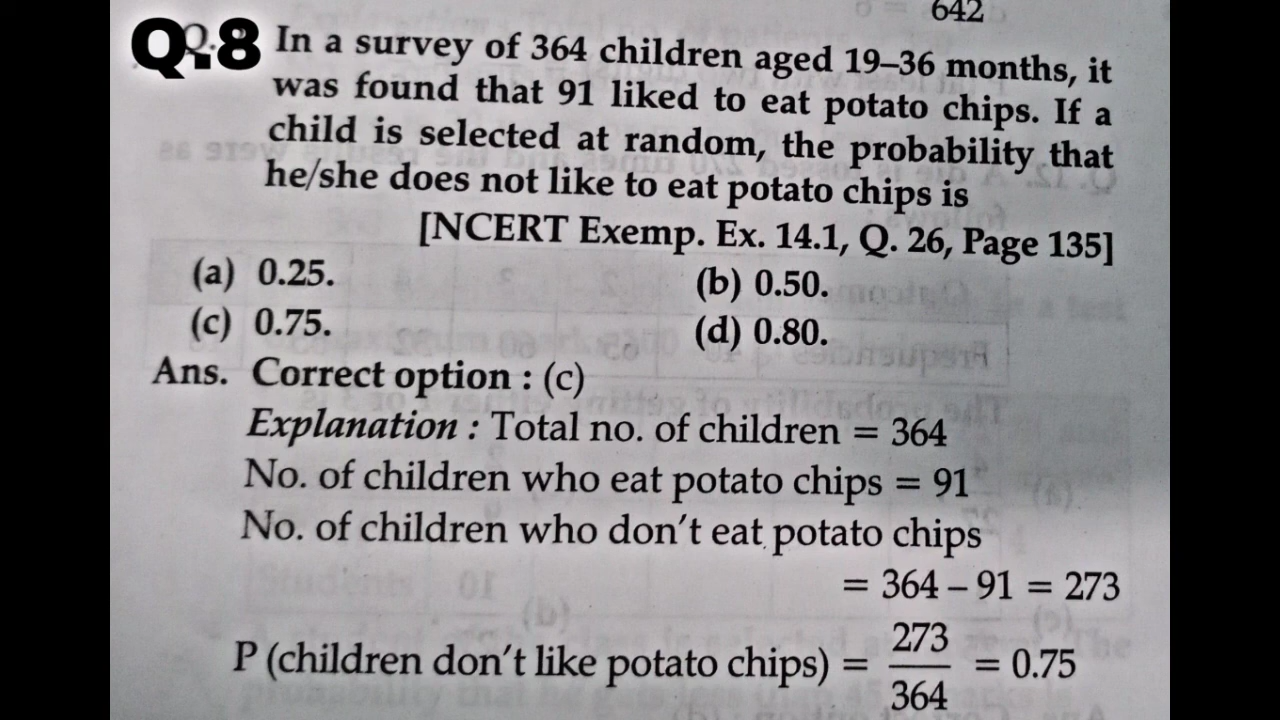 642
Q.8 In a survey of 364 children aged 19–36 months, it
was found that 91 liked to eat potato chips. If a
child is selected at random, the probability that
he/she does not like to eat potato chips is
[NCERT Exemp. Ex. 14.1, Q. 26, Page 135]
(a) 0.25. (b) 0.50.
(c) 0.75. (d) 0.80.
Ans. Correct option : (c)
Explanation : Total no. of children = 364
No. of children who eat potato chips = 91
No. of children who don't eat potato chips
= 364 – 91 = 273
P (children don't like potato chips) = 273/364 = 0.75